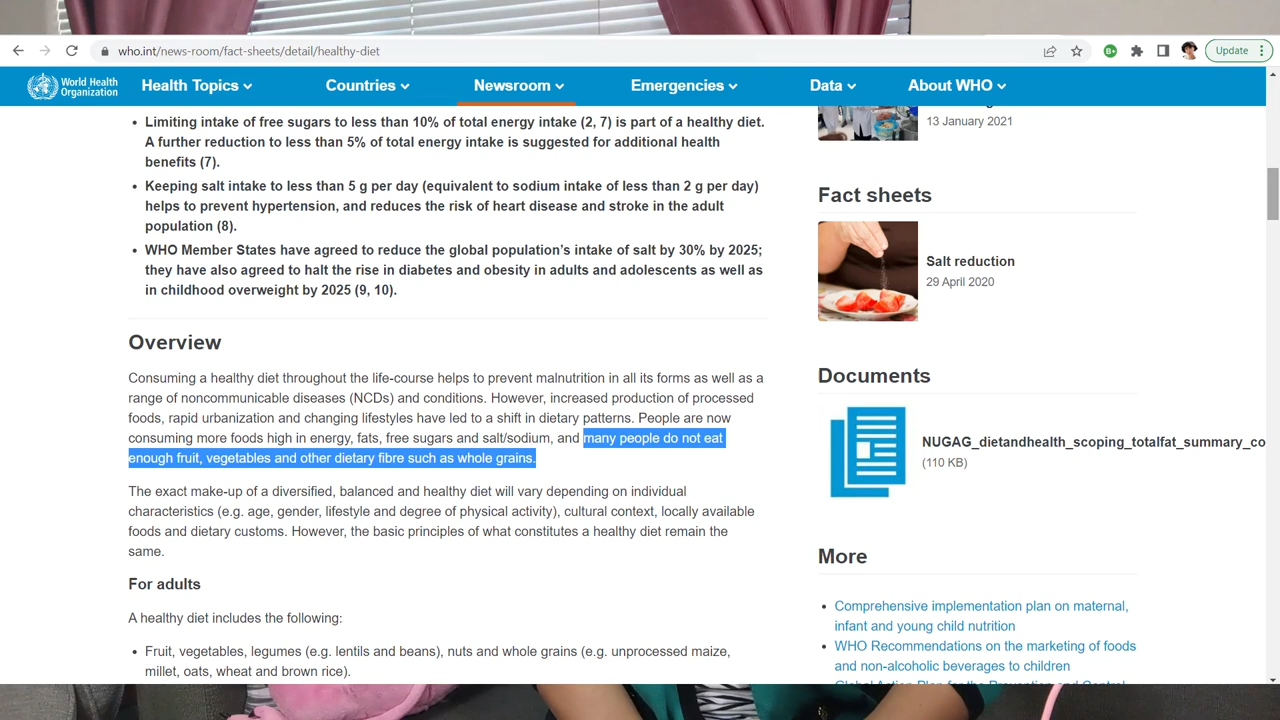 who.int/news-room/fact-sheets/detail/healthy-diet
Update
World Health
Organization
Health Topics
Countries
Newsroom
Emergencies
Data
About WHO
• Limiting intake of free sugars to less than 10% of total energy intake (2, 7) is part of a healthy diet.
A further reduction to less than 5% of total energy intake is suggested for additional health
benefits (7).
• Keeping salt intake to less than 5 g per day (equivalent to sodium intake of less than 2 g per day)
helps to prevent hypertension, and reduces the risk of heart disease and stroke in the adult
population (8).
• WHO Member States have agreed to reduce the global population’s intake of salt by 30% by 2025;
they have also agreed to halt the rise in diabetes and obesity in adults and adolescents as well as
in childhood overweight by 2025 (9, 10).
Overview
Consuming a healthy diet throughout the life-course helps to prevent malnutrition in all its forms as well as a
range of noncommunicable diseases (NCDs) and conditions. However, increased production of processed
foods, rapid urbanization and changing lifestyles have led to a shift in dietary patterns. People are now
consuming more foods high in energy, fats, free sugars and salt/sodium, and many people do not eat
enough fruit, vegetables and other dietary fibre such as whole grains.
The exact make-up of a diversified, balanced and healthy diet will vary depending on individual
characteristics (e.g. age, gender, lifestyle and degree of physical activity), cultural context, locally available
foods and dietary customs. However, the basic principles of what constitutes a healthy diet remain the
same.
For adults
A healthy diet includes the following:
• Fruit, vegetables, legumes (e.g. lentils and beans), nuts and whole grains (e.g. unprocessed maize,
millet, oats, wheat and brown rice).
13 January 2021
Fact sheets
Salt reduction
29 April 2020
Documents
NUGAG_dietandhealth_scoping_totalfat_summary_co
(110 KB)
More
• Comprehensive implementation plan on maternal,
infant and young child nutrition
• WHO Recommendations on the marketing of foods
and non-alcoholic beverages to children
Global Action Plan for the Prevention and Control